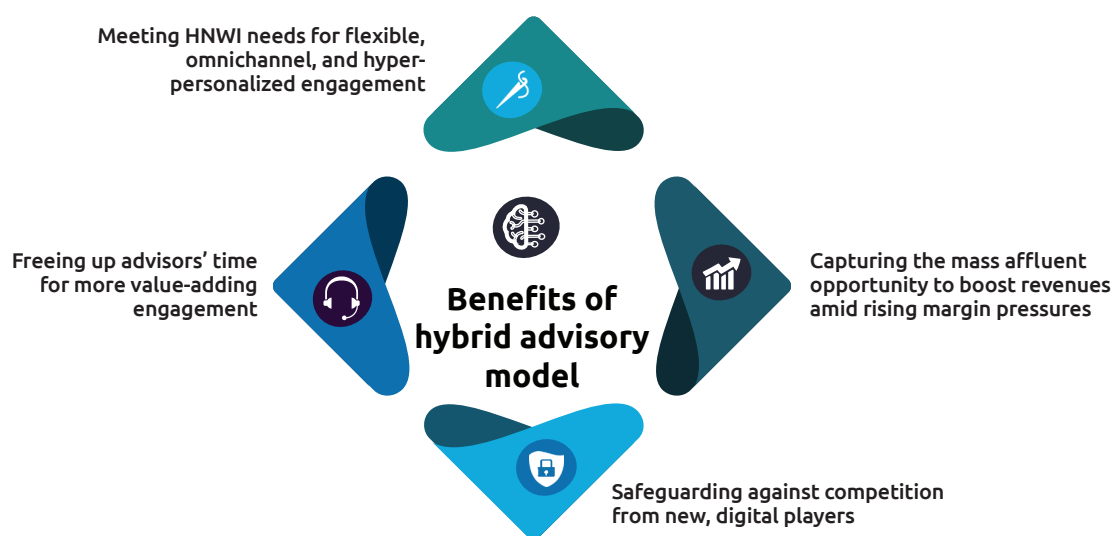 Meeting HNWI needs for flexible,
omnichannel, and hyper-
personalized engagement
Freeing up advisors’ time
for more value-adding
engagement
Benefits of
hybrid advisory
model
Capturing the mass affluent
opportunity to boost revenues
amid rising margin pressures
Safeguarding against competition
from new, digital players